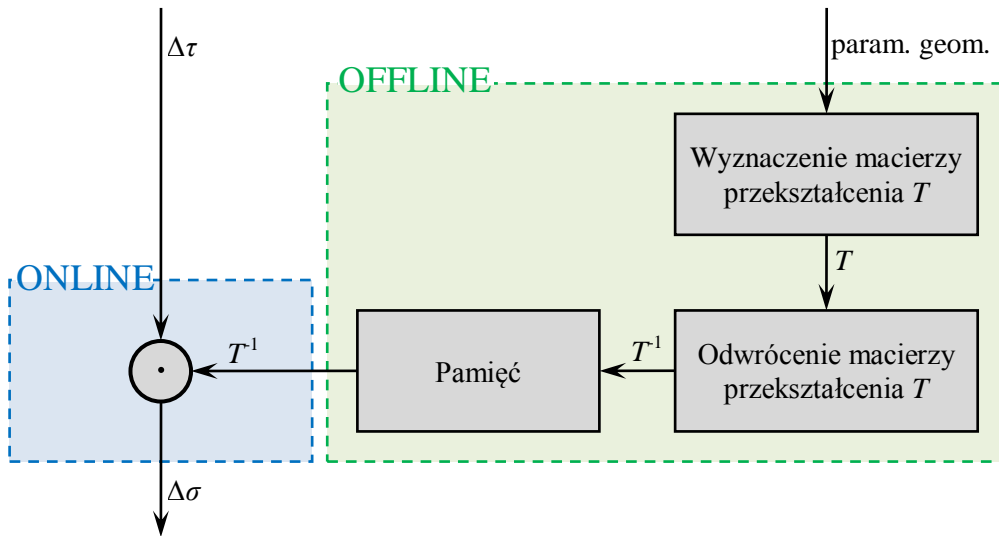 Δτ
param. geom.
OFFLINE
Wyznaczenie macierzy
przekształcenia T
T
ONLINE
T⁻¹
Pamięć
T⁻¹
Odwrócenie macierzy
przekształcenia T
Δσ